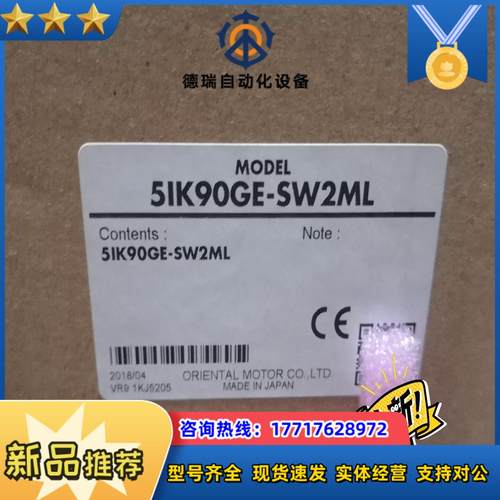 德瑞自动化设备
MODEL
5IK90GE-SW2ML
Contents :
Note :
5IK90GE-SW2ML
2018/04
VR9 1KJ6205
ORIENTAL MOTOR CO.,LTD.
MADE IN JAPAN
CE
新!
咨询热线：17717628972
新品推荐
型号齐全 现货速发 实体经营 支持对公